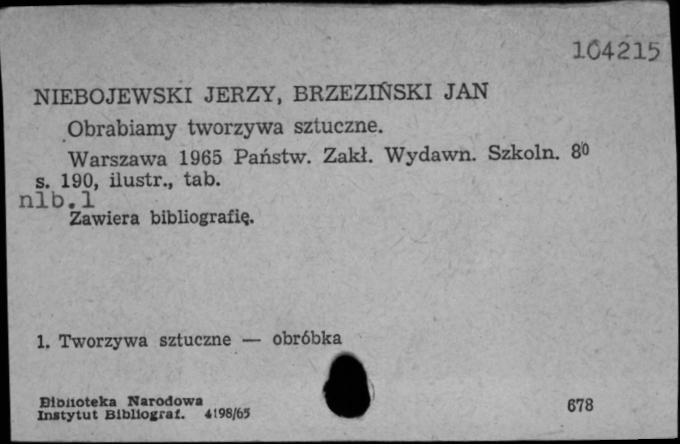 104215
NIEBOJEWSKI JERZY, BRZEZIŃSKI JAN
Obrabiamy tworzywa sztuczne.
Warszawa 1965 Państw. Zakł. Wydawn. Szkoln. 8⁰
s. 190, ilustr., tab.
nlb.1
Zawiera bibliografię.
1. Tworzywa sztuczne — obróbka
Biblioteka Narodowa
Instytut Bibliograf. 4198/65
678